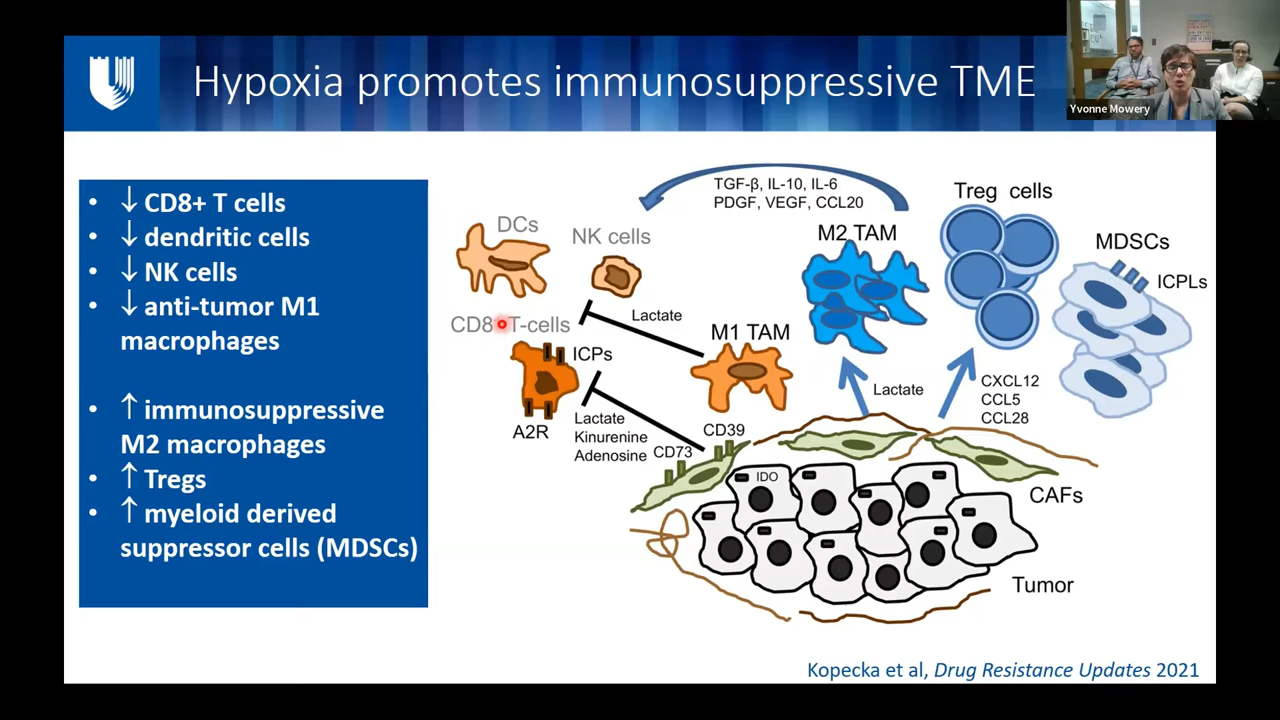 Hypoxia promotes immunosuppressive TME
Yvonne Mowery
• ↓ CD8+ T cells
• ↓ dendritic cells
• ↓ NK cells
• ↓ anti-tumor M1
macrophages
• ↑ immunosuppressive
M2 macrophages
• ↑ Tregs
• ↑ myeloid derived
suppressor cells (MDSCs)
TGF-β, IL-10, IL-6
PDGF, VEGF, CCL20
DCs
NK cells
M2 TAM
Treg cells
MDSCs
ICPLs
CD8 T-cells
Lactate
M1 TAM
ICPs
A2R
Lactate
Kinurenine
Adenosine
CD73
CD39
Lactate
CXCL12
CCL5
CCL28
IDO
CAFs
Tumor
Kopecka et al, Drug Resistance Updates 2021